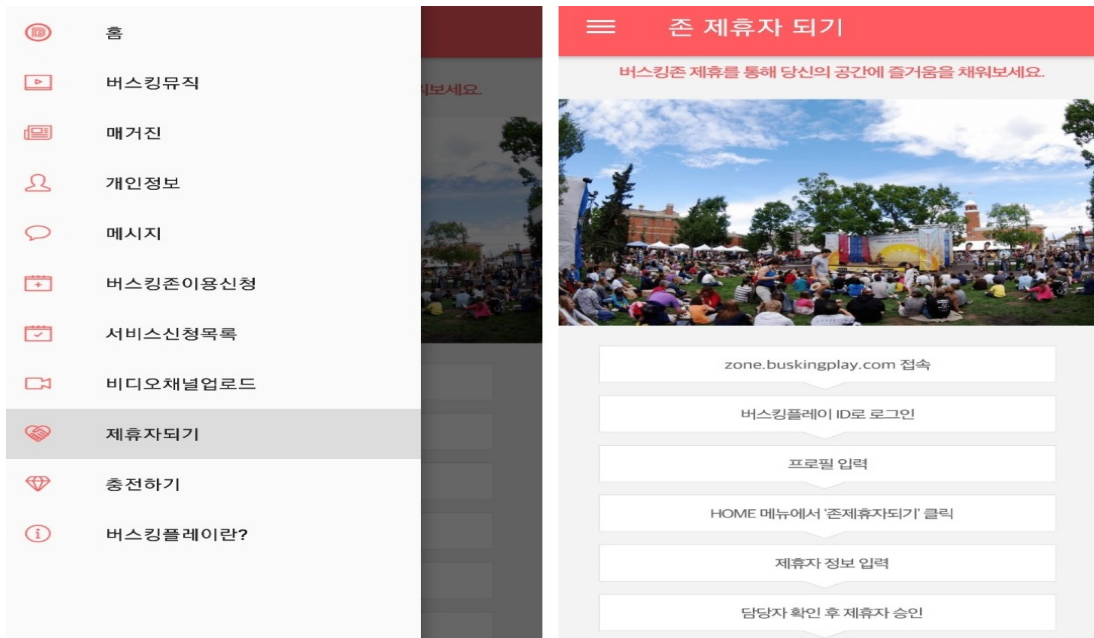 홈
버스킹뮤직
매거진
개인정보
메시지
버스킹존이용신청
서비스신청목록
비디오채널업로드
제휴자되기
충전하기
버스킹플레이란?
워보세요.
존 제휴자 되기
버스킹존 제휴를 통해 당신의 공간에 즐거움을 채워보세요.
zone.buskingplay.com 접속
버스킹플레이 ID로 로그인
프로필 입력
HOME 메뉴에서 '존제휴자되기' 클릭
제휴자 정보 입력
담당자 확인 후 제휴자 승인